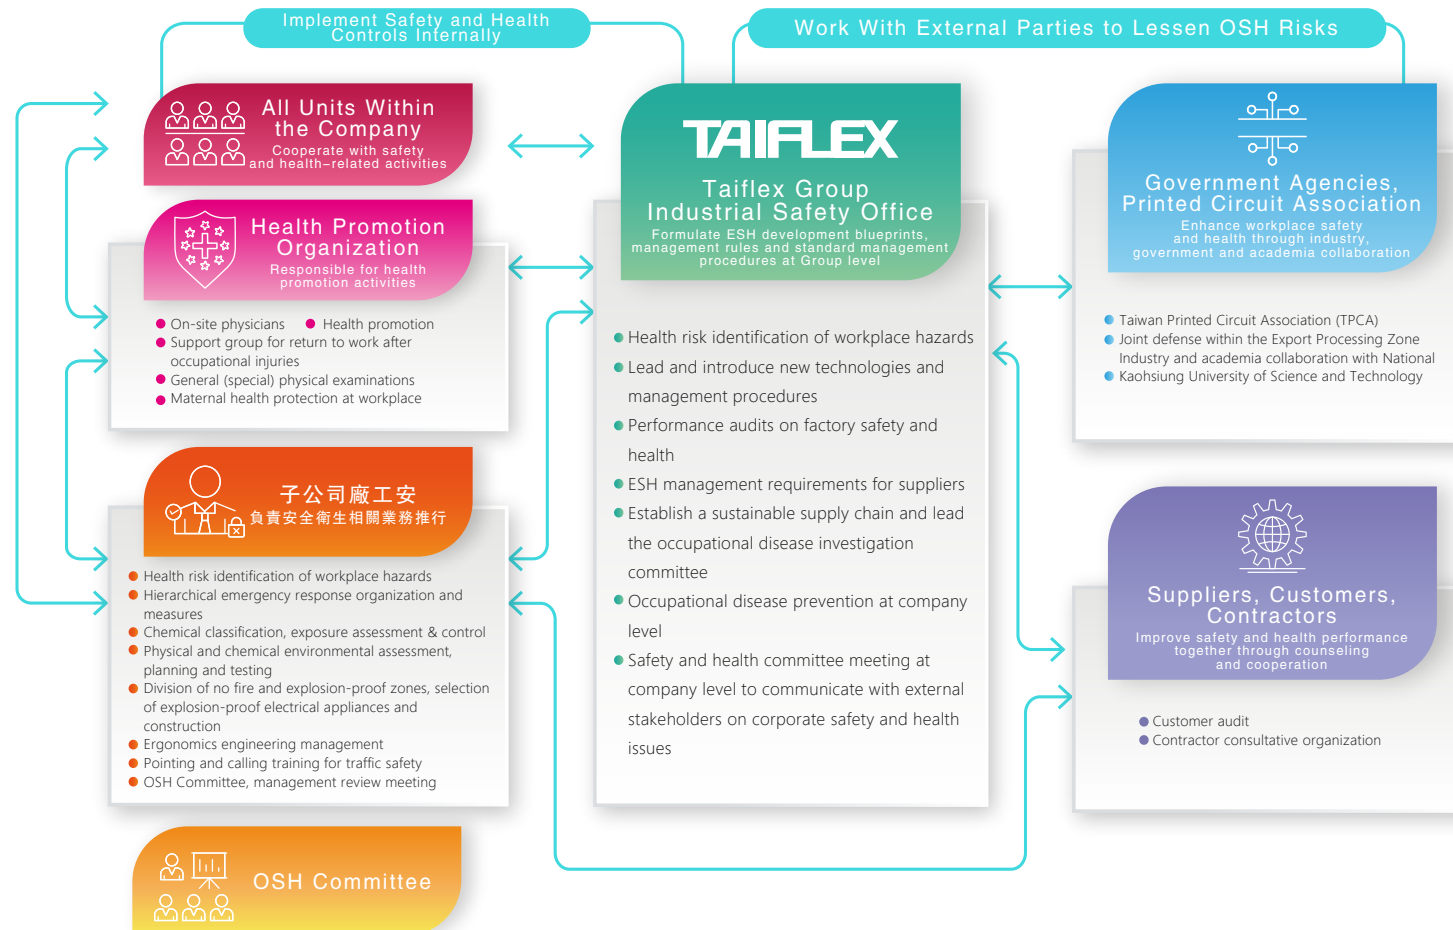 Implement Safety and Health
Controls Internally
Work With External Parties to Lessen OSH Risks
All Units Within
the Company
Cooperate with safety
and health-related activities
Health Promotion
Organization
Responsible for health
promotion activities
On-site physicians
Health promotion
Support group for return to work after
occupational injuries
General (special) physical examinations
Maternal health protection at workplace
子公司廠工安
負責安全衛生相關業務推行
Health risk identification of workplace hazards
Hierarchical emergency response organization and
measures
Chemical classification, exposure assessment & control
Physical and chemical environmental assessment,
planning and testing
Division of no fire and explosion-proof zones, selection
of explosion-proof electrical appliances and
construction
Ergonomics engineering management
Pointing and calling training for traffic safety
OSH Committee, management review meeting
OSH Committee
TAIFLEX
Taiflex Group
Industrial Safety Office
Formulate ESH development blueprints,
management rules and standard management
procedures at Group level
Health risk identification of workplace hazards
Lead and introduce new technologies and
management procedures
Performance audits on factory safety and
health
ESH management requirements for suppliers
Establish a sustainable supply chain and lead
the occupational disease investigation
committee
Occupational disease prevention at company
level
Safety and health committee meeting at
company level to communicate with external
stakeholders on corporate safety and health
issues
Government Agencies,
Printed Circuit Association
Enhance workplace safety
and health through industry,
government and academia collaboration
Taiwan Printed Circuit Association (TPCA)
Joint defense within the Export Processing Zone
Industry and academia collaboration with National
Kaohsiung University of Science and Technology
Suppliers, Customers,
Contractors
Improve safety and health performance
together through counseling
and cooperation
Customer audit
Contractor consultative organization